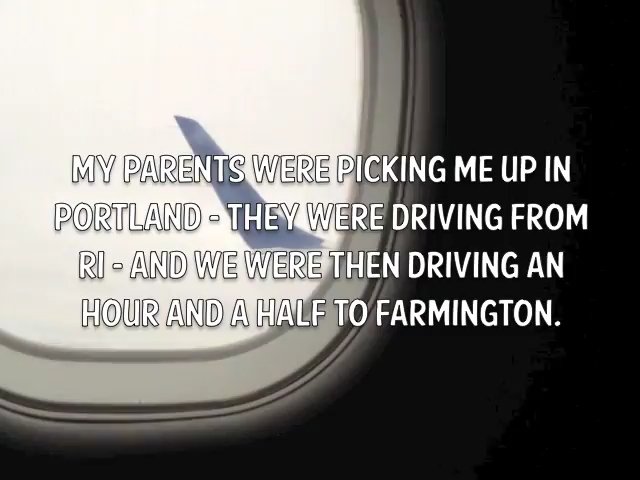 MY PARENTS WERE PICKING ME UP IN
PORTLAND - THEY WERE DRIVING FROM
RI - AND WE WERE THEN DRIVING AN
HOUR AND A HALF TO FARMINGTON.